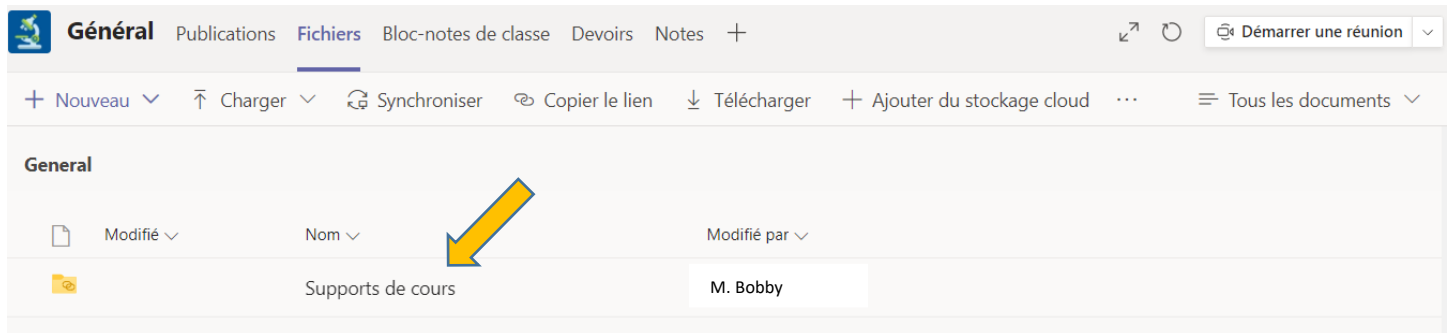 Général Publications Fichiers Bloc-notes de classe Devoirs Notes Démarrer une réunion
Nouveau Charger Synchroniser Copier le lien Télécharger Ajouter du stockage cloud ... Tous les documents
General
Modifié Nom Modifié par
Supports de cours M. Bobby